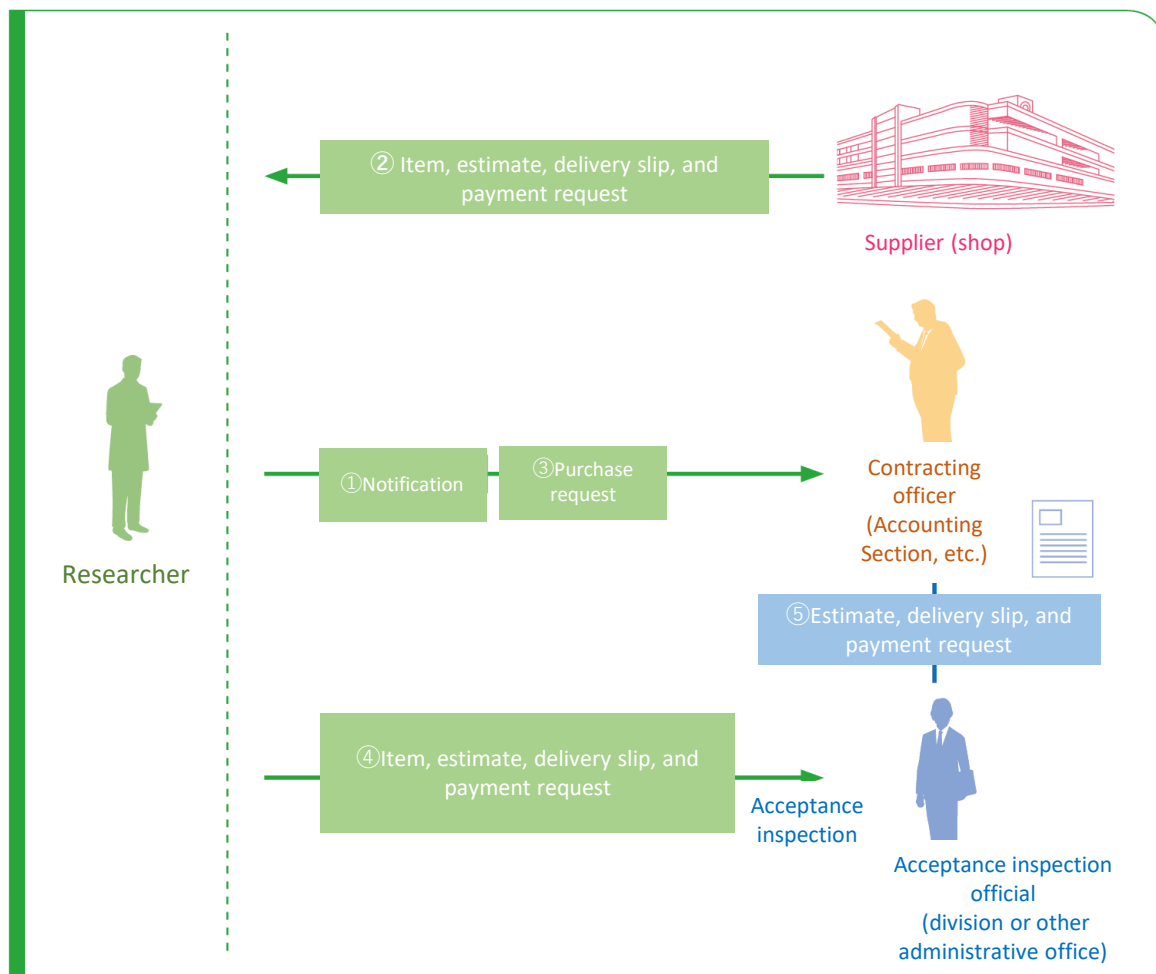 ② Item, estimate, delivery slip, and
payment request
Supplier (shop)
①Notification
③Purchase
request
Contracting
officer
(Accounting
Section, etc.)
Researcher
⑤Estimate, delivery slip, and
payment request
④Item, estimate, delivery slip, and
payment request
Acceptance
inspection
Acceptance inspection
official
(division or other
administrative office)